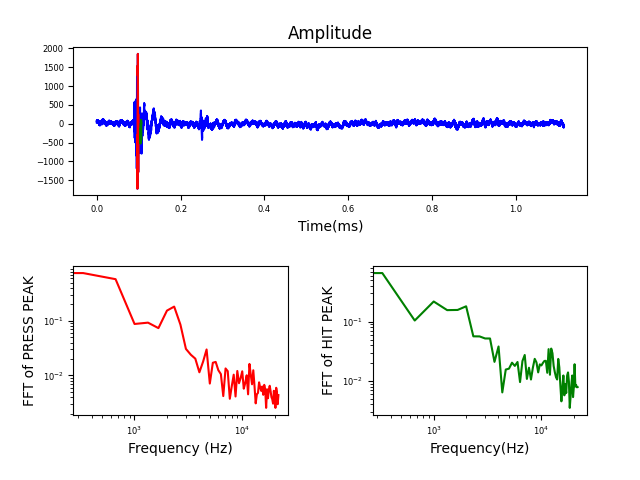 Amplitude
2000
1500
1000
500
0
−500
−1000
−1500
0.0 0.2 0.4 0.6 0.8 1.0
Time(ms)
FFT of PRESS PEAK
10⁻¹
10⁻²
10³ 10⁴
Frequency (Hz)
FFT of HIT PEAK
10⁻¹
10⁻²
10³ 10⁴
Frequency(Hz)